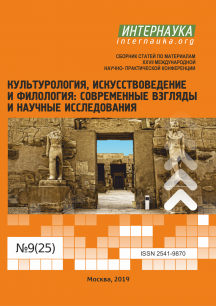 ИНТЕРНАУКА
internauka.org
СБОРНИК СТАТЕЙ ПО МАТЕРИАЛАМ
XXVII МЕЖДУНАРОДНОЙ
НАУЧНО-ПРАКТИЧЕСКОЙ КОНФЕРЕНЦИИ
КУЛЬТУРОЛОГИЯ, ИСКУССТВОВЕДЕНИЕ
И ФИЛОЛОГИЯ: СОВРЕМЕННЫЕ ВЗГЛЯДЫ
И НАУЧНЫЕ ИССЛЕДОВАНИЯ
№9(25)
ISSN 2541-9870
Москва, 2019